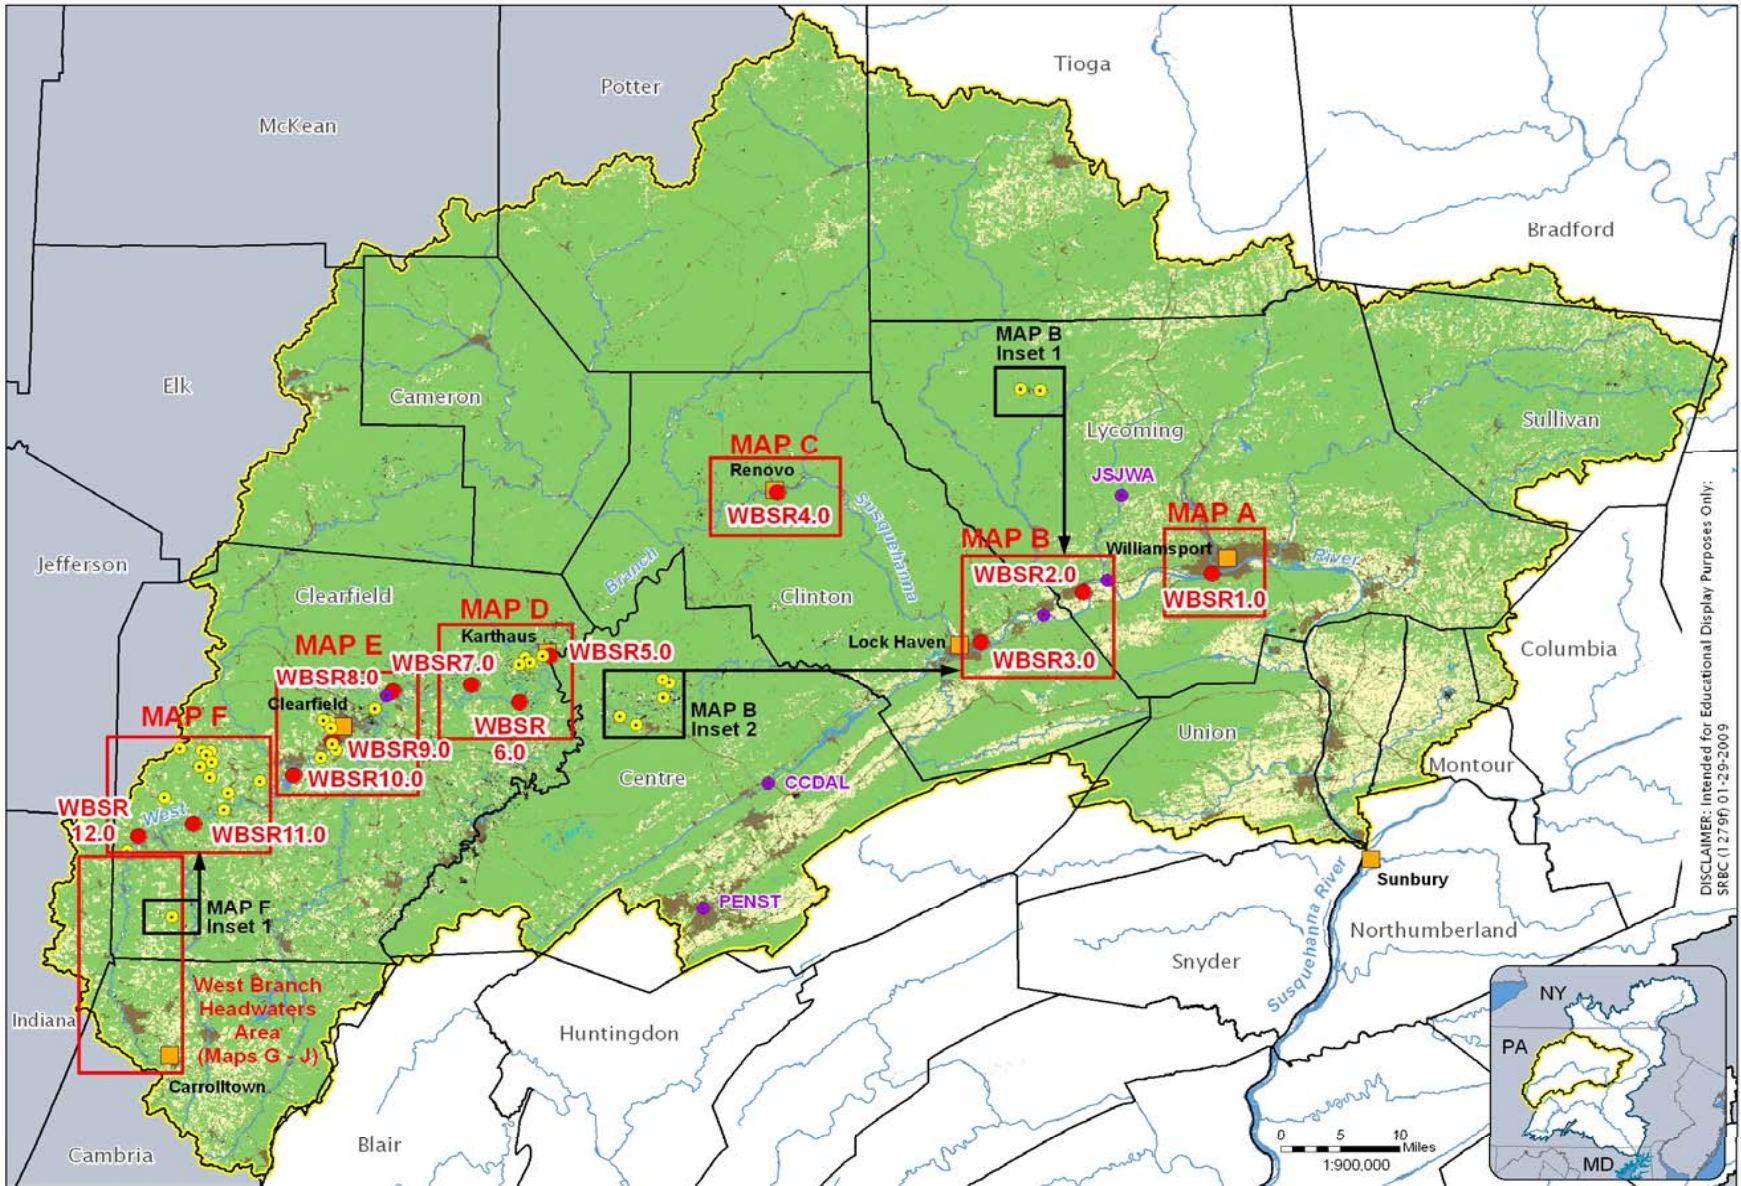 Tioga
Potter
McKean
Bradford
MAP B
Inset 1
Elk
Cameron
Sullivan
Lycoming
MAP C
Renovo
WBSR4.0
JSJWA
MAP A
Susquehanna
MAP B
Williamsport
River
WBSR2.0
WBSR1.0
Jefferson
Branch
Clearfield
Clinton
MAP D
Karthaus
WBSR5.0
Lock Haven
WBSR3.0
Columbia
MAP E
WBSR7.0
WBSR8.0
Clearfield
MAP F
WBSR
6.0
MAP B
Inset 2
WBSR9.0
Union
Montour
WBSR10.0
Centre
CCDAL
WBSR
12.0
West
WBSR11.0
Sunbury
PENST
MAP F
Inset 1
Northumberland
Snyder
Susquehanna River
West Branch
Headwaters
Area
(Maps G - J)
Indiana
Huntingdon
Carrolltown
Blair
Cambria
NY
PA
MD
0 5 10
Miles
1:900,000
DISCLAIMER: Intended for Educational Display Purposes Only;
SRBC (1279f) 01-29-2009